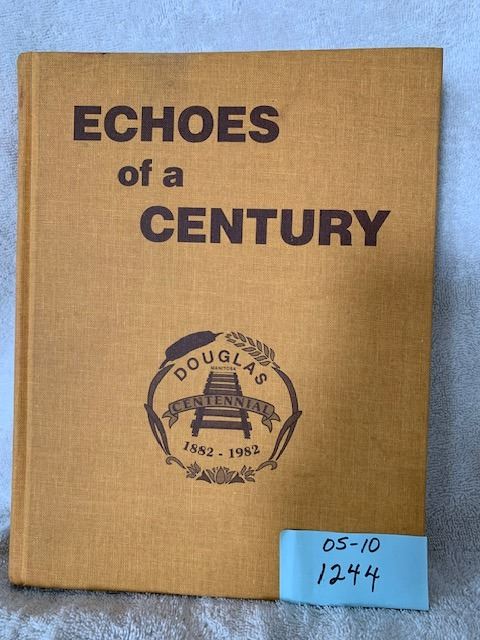 ECHOES
of a
CENTURY
DOUGLAS
MANITOBA
CENTENNIAL
1882 - 1982
05-10
1244